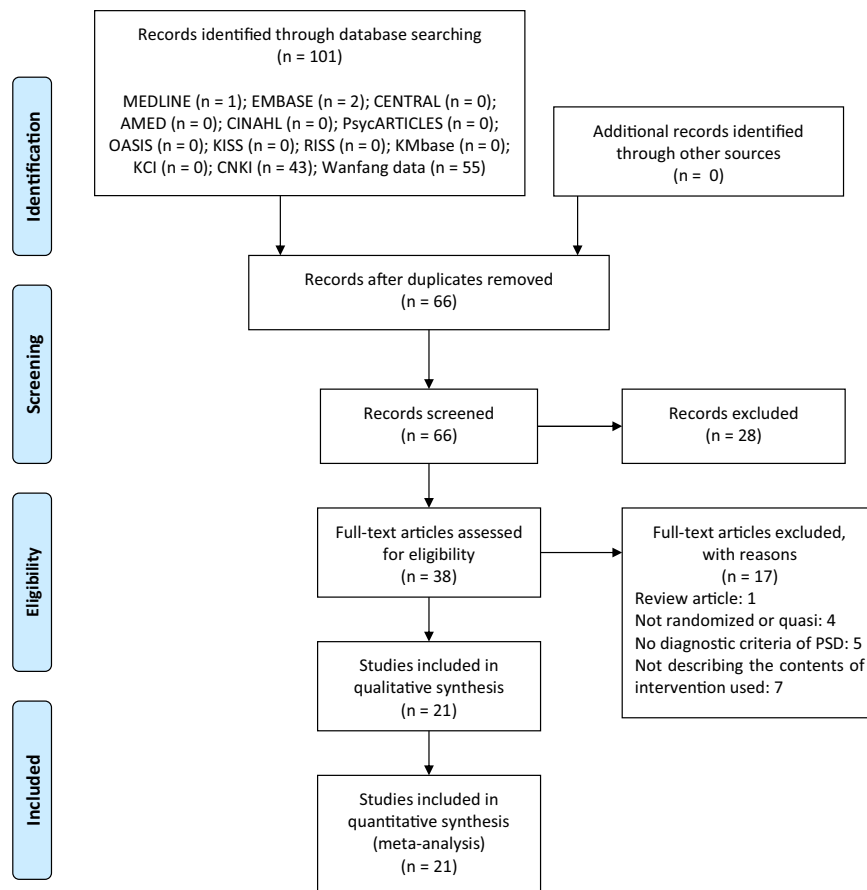 Records identified through database searching
(n = 101)
MEDLINE (n = 1); EMBASE (n = 2); CENTRAL (n = 0);
AMED (n = 0); CINAHL (n = 0); PsycARTICLES (n = 0);
OASIS (n = 0); KISS (n = 0); RISS (n = 0); KMbase (n = 0);
KCI (n = 0); CNKI (n = 43); Wanfang data (n = 55)
Additional records identified
through other sources
(n = 0)
Identification
Records after duplicates removed
(n = 66)
Screening
Records screened
(n = 66)
Records excluded
(n = 28)
Eligibility
Full-text articles assessed
for eligibility
(n = 38)
Full-text articles excluded,
with reasons
(n = 17)
Review article: 1
Not randomized or quasi: 4
No diagnostic criteria of PSD: 5
Not describing the contents of
intervention used: 7
Studies included in
qualitative synthesis
(n = 21)
Included
Studies included in
quantitative synthesis
(meta-analysis)
(n = 21)